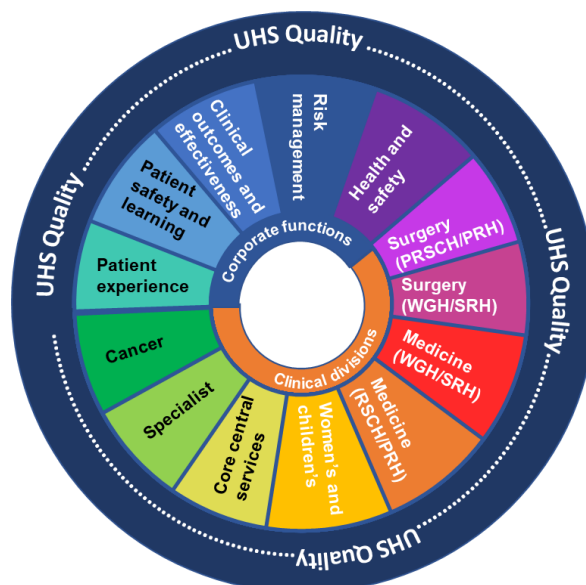 UHS Quality
UHS Quality
UHS Quality
UHS Quality
Risk
management
Health and
safety
Surgery
(PRSCH/PRH)
Surgery
(WGH/SRH)
Medicine
(WGH/SRH)
Medicine
(RSCH/PRH)
Women's and
children's
Core central
services
Specialist
Cancer
Patient
experience
Patient
safety and
learning
Clinical
outcomes and
effectiveness
Corporate functions
Clinical divisions